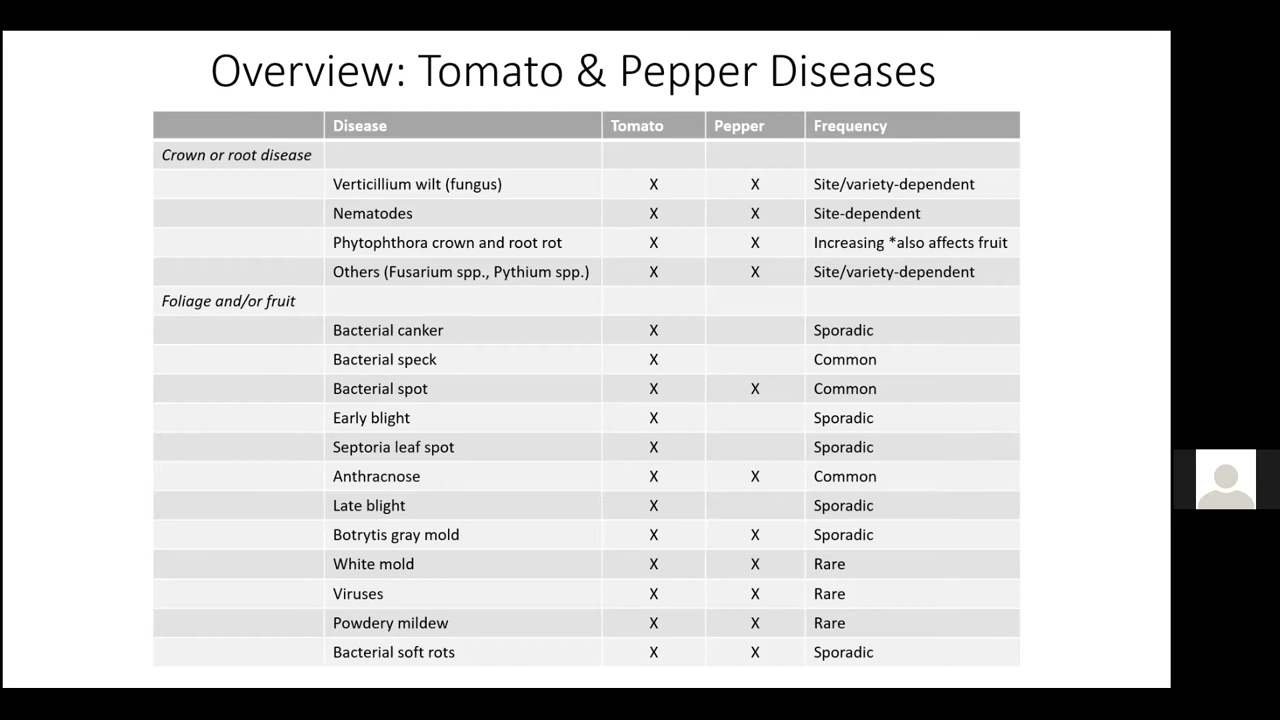 Overview: Tomato & Pepper Diseases
Disease Tomato Pepper Frequency
Crown or root disease
Verticillium wilt (fungus) X X Site/variety-dependent
Nematodes X X Site-dependent
Phytophthora crown and root rot X X Increasing *also affects fruit
Others (Fusarium spp., Pythium spp.) X X Site/variety-dependent
Foliage and/or fruit
Bacterial canker X Sporadic
Bacterial speck X Common
Bacterial spot X X Common
Early blight X Sporadic
Septoria leaf spot X Sporadic
Anthracnose X X Common
Late blight X Sporadic
Botrytis gray mold X X Sporadic
White mold X X Rare
Viruses X X Rare
Powdery mildew X X Rare
Bacterial soft rots X X Sporadic